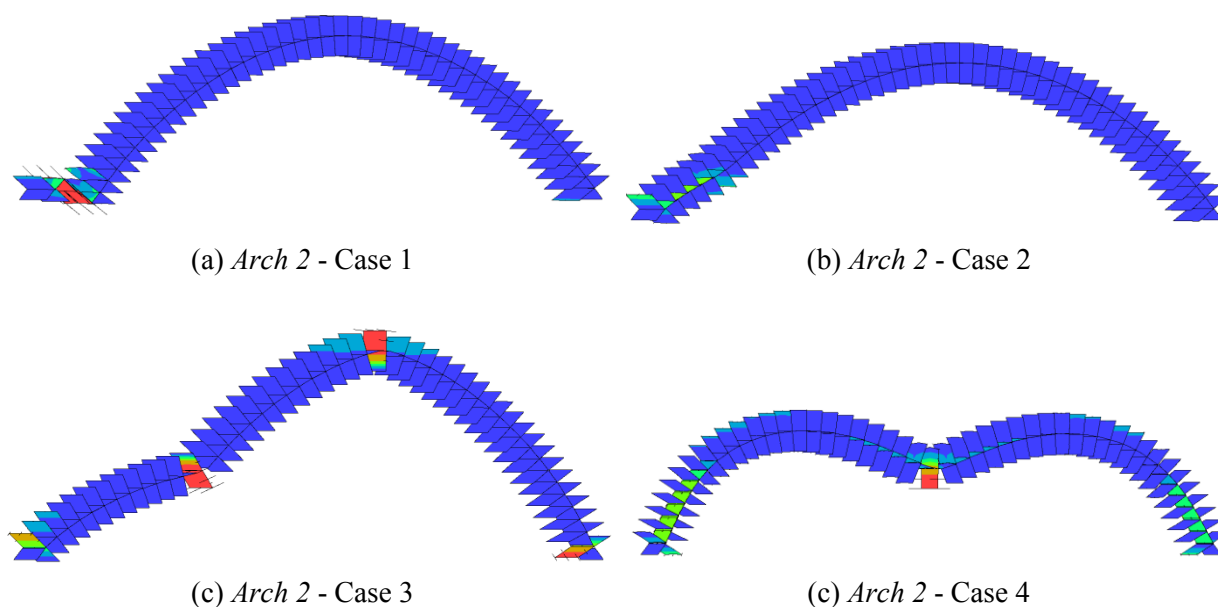 (a) Arch 2 - Case 1
(b) Arch 2 - Case 2
(c) Arch 2 - Case 3
(c) Arch 2 - Case 4